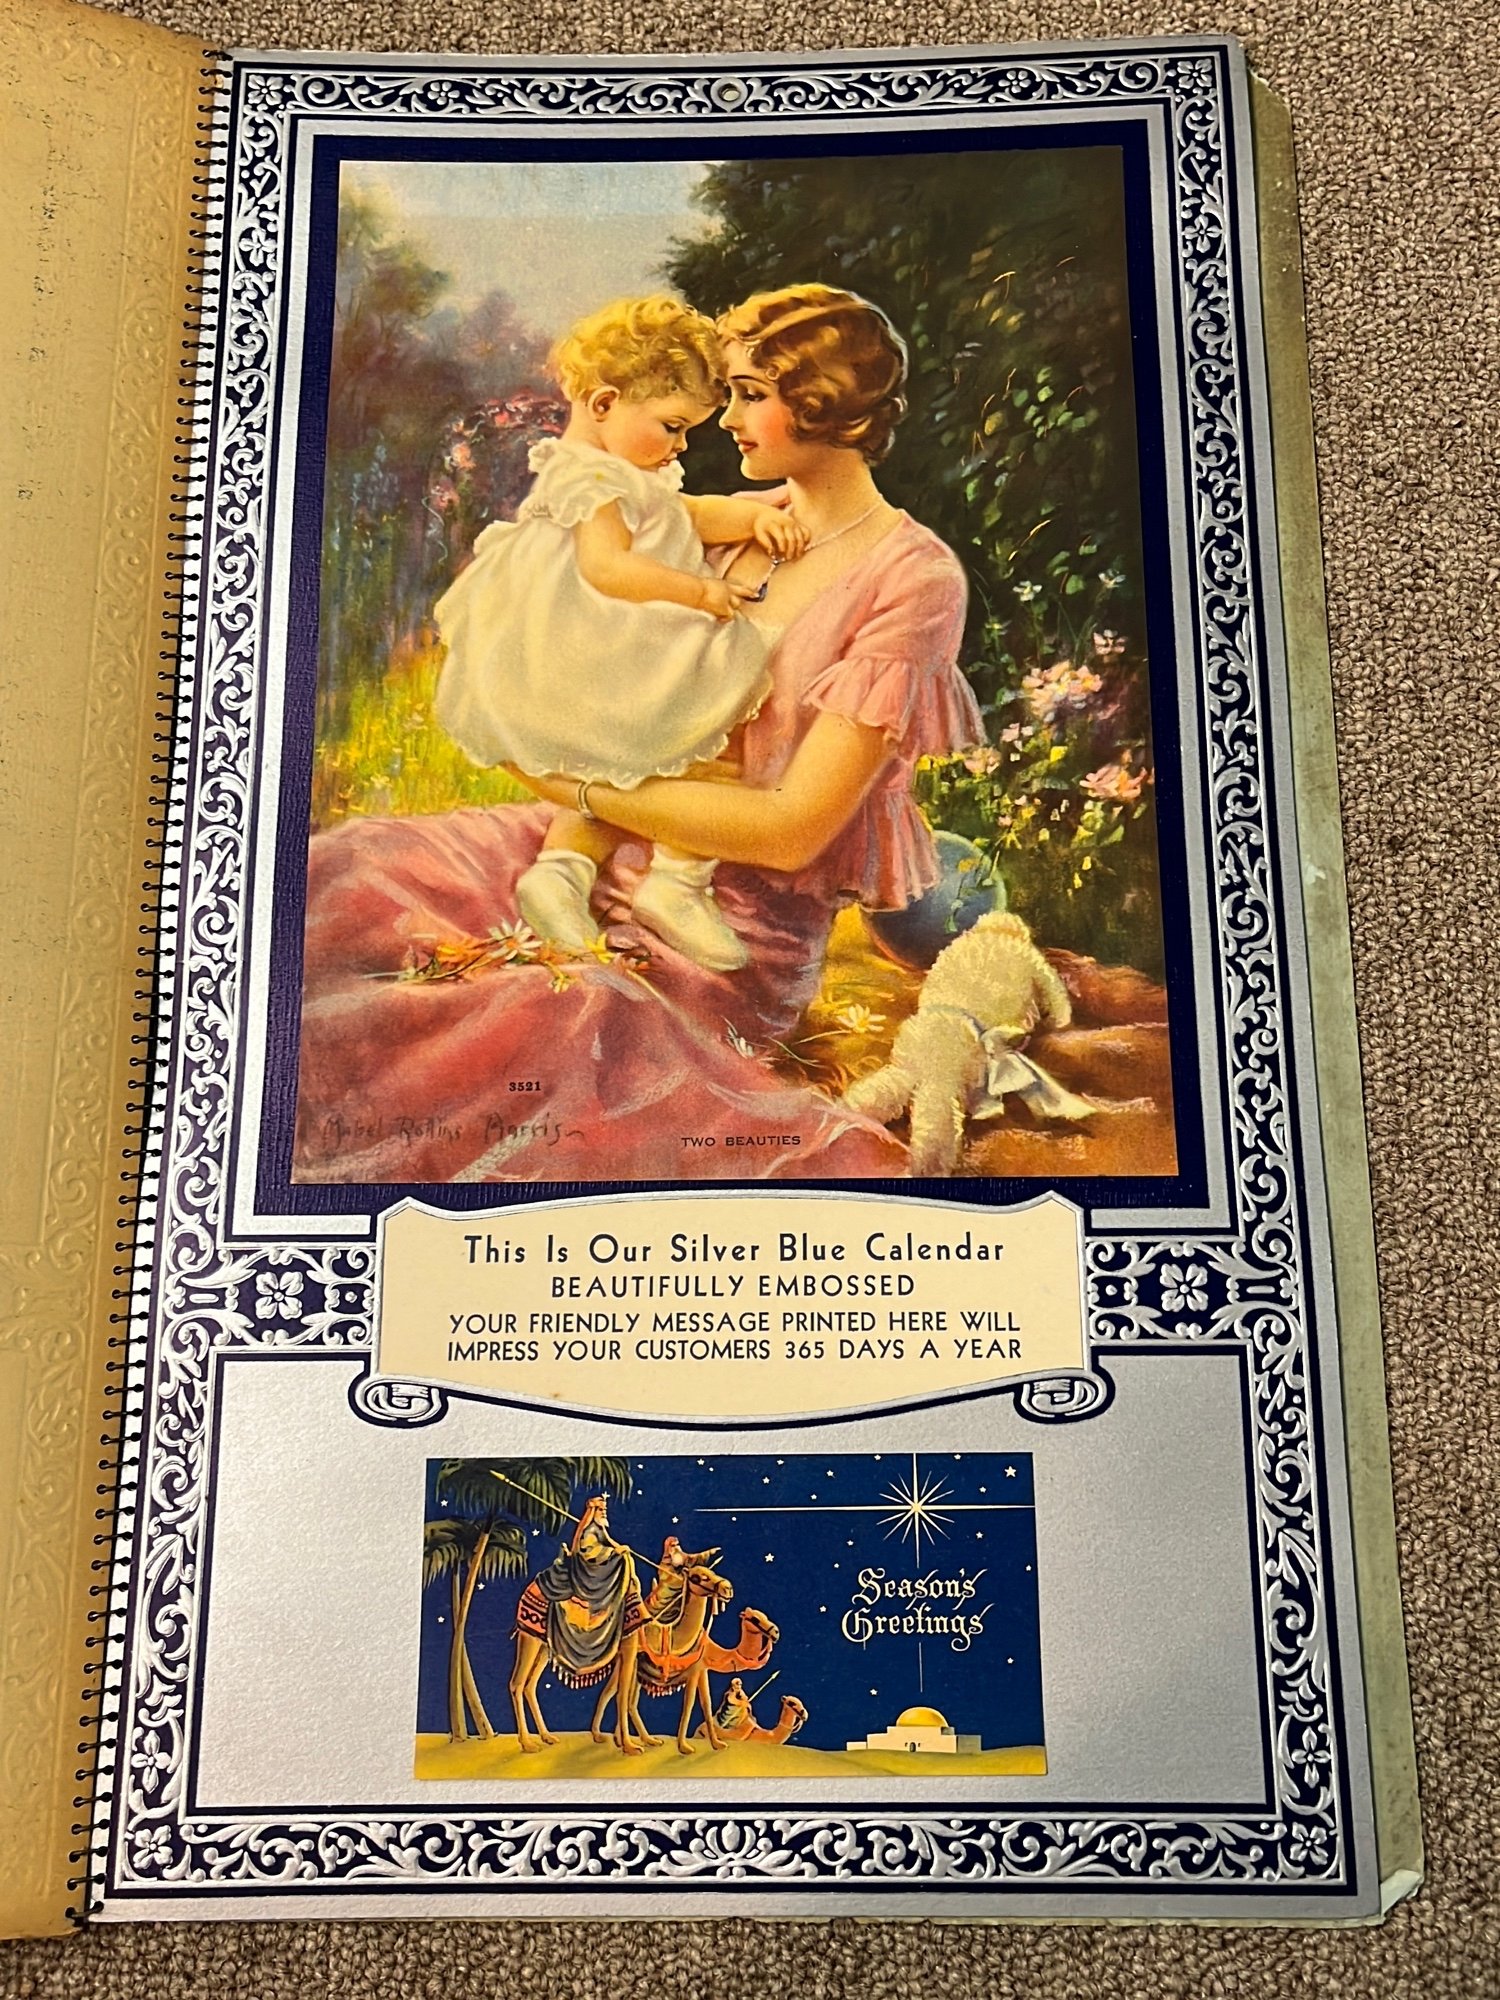 3521
Mabel Rollins Harris
TWO BEAUTIES
This Is Our Silver Blue Calendar
BEAUTIFULLY EMBOSSED
YOUR FRIENDLY MESSAGE PRINTED HERE WILL
IMPRESS YOUR CUSTOMERS 365 DAYS A YEAR
Season's
Greetings